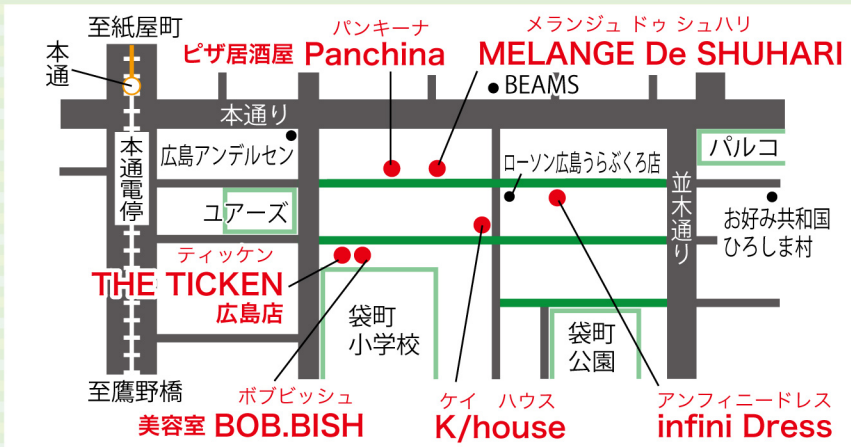 至紙屋町
本通
パンキーナ
ピザ居酒屋 Panchina
メランジュ ドゥ シュハリ
MELANGE De SHUHARI
BEAMS
本通り
本通電停
広島アンデルセン
ローソン広島うらぶくろ店
パルコ
ユアーズ
並木通り
お好み共和国
ひろしま村
ティッケン
THE TICKEN
広島店
袋町
小学校
袋町
公園
至鷹野橋
ボブビッシュ
美容室 BOB.BISH
ケイ ハウス
K/house
アンフィニードレス
infini Dress